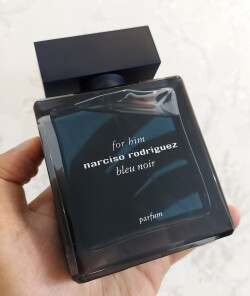 for him
narciso rodriguez
bleu noir
parfum